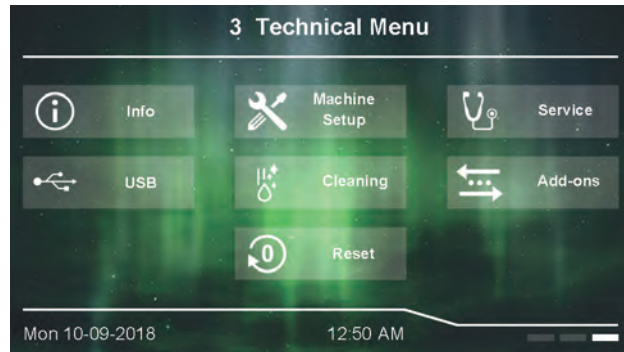 3 Technical Menu
Info
Machine
Setup
Service
USB
Cleaning
Add-ons
0
Reset
Mon 10-09-2018
12:50 AM